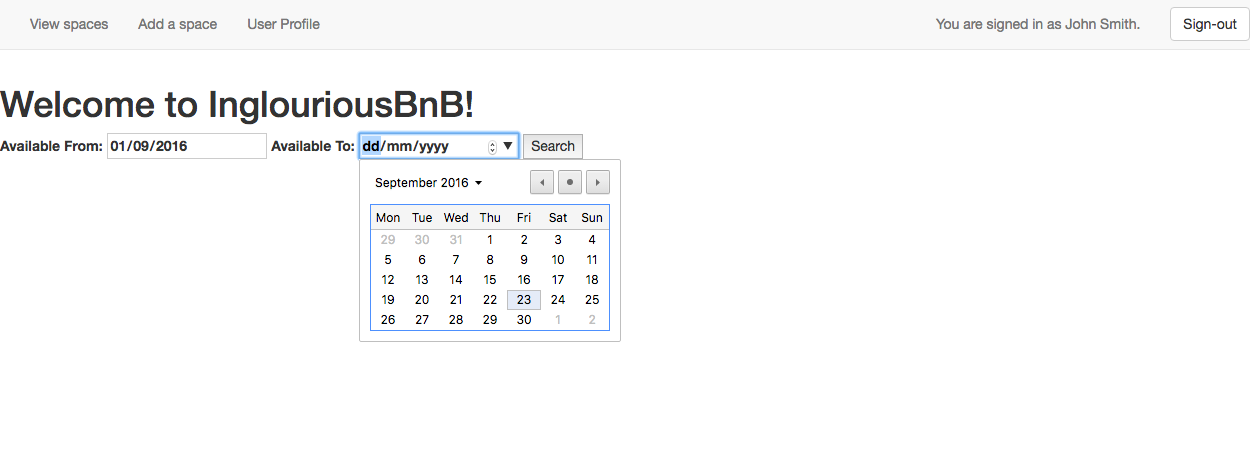 View spaces Add a space User Profile You are signed in as John Smith. Sign-out
Welcome to InglouriousBnB!
Available From: 01/09/2016 Available To: dd/mm/yyyy Search
September 2016
Mon Tue Wed Thu Fri Sat Sun
29 30 31 1 2 3 4
5 6 7 8 9 10 11
12 13 14 15 16 17 18
19 20 21 22 23 24 25
26 27 28 29 30 1 2